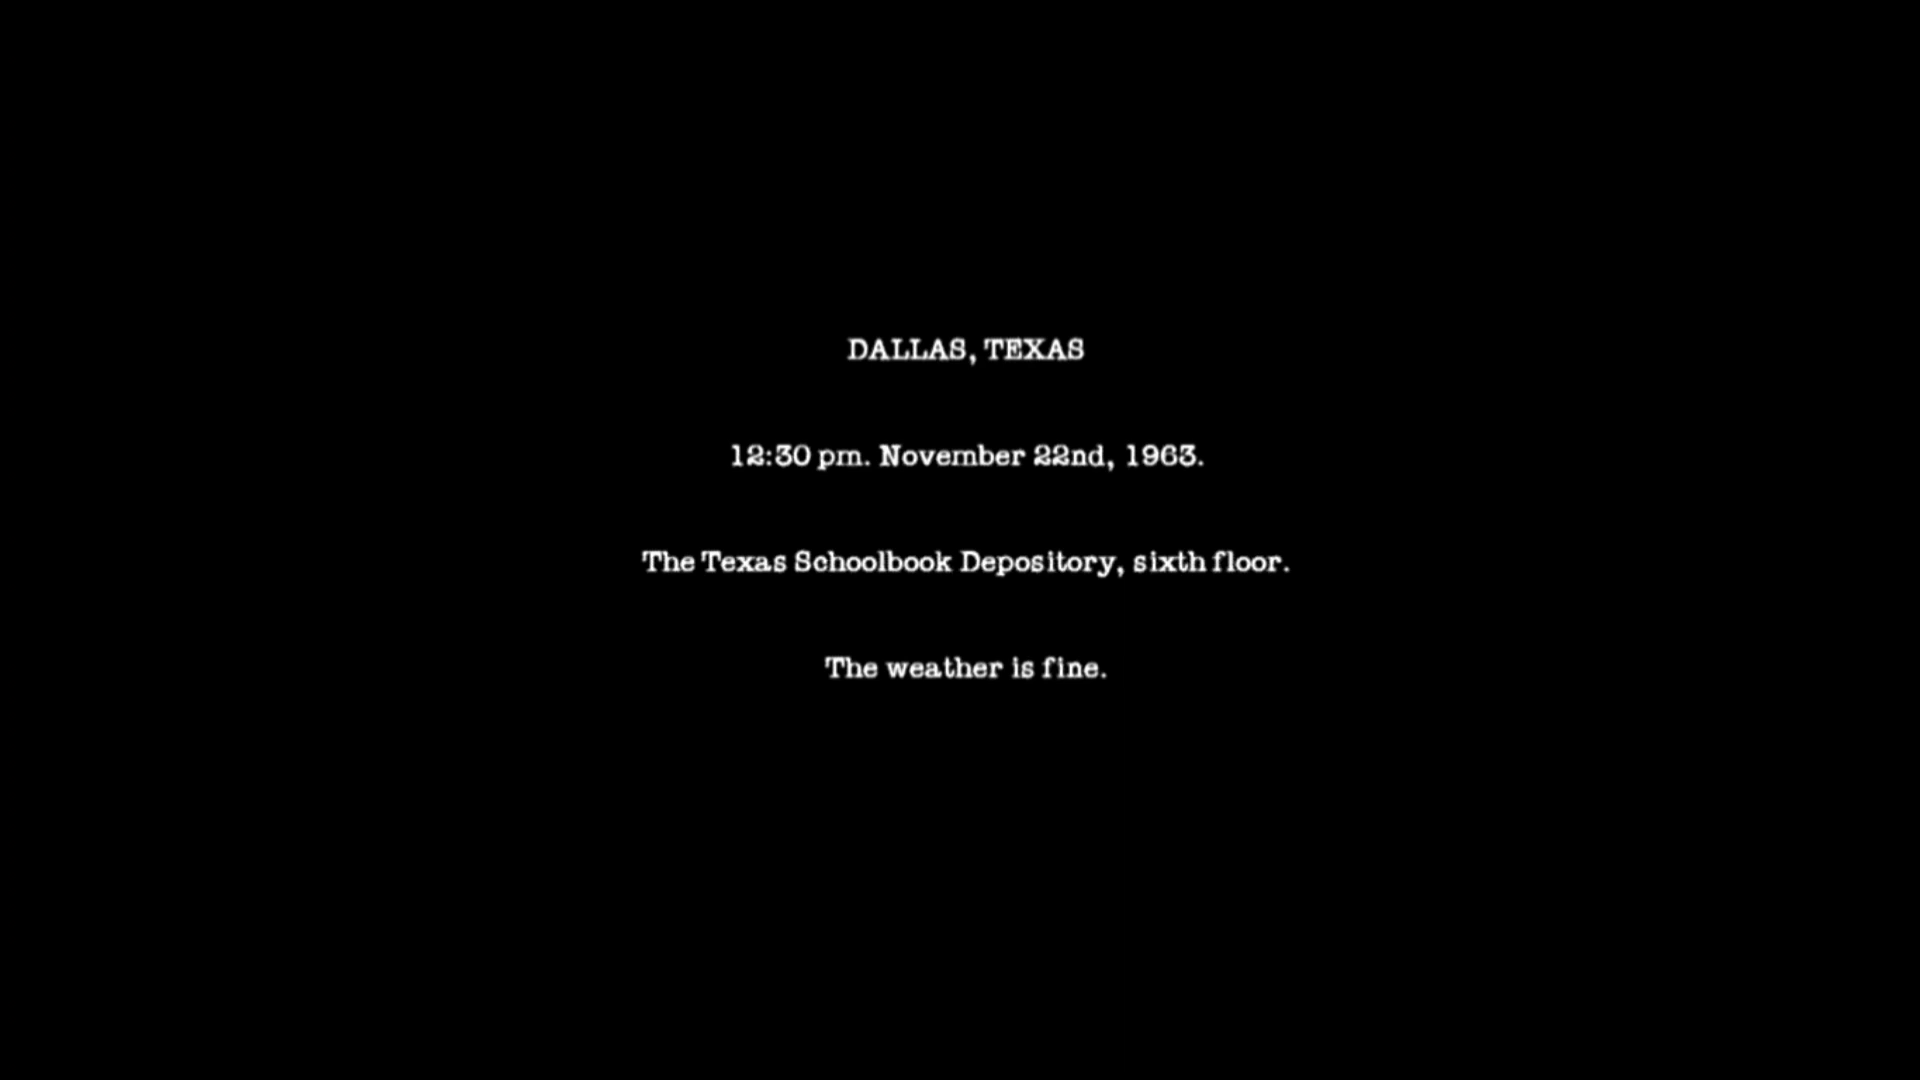 DALLAS, TEXAS
12:30 pm. November 22nd, 1963.
The Texas Schoolbook Depository, sixth floor.
The weather is fine.